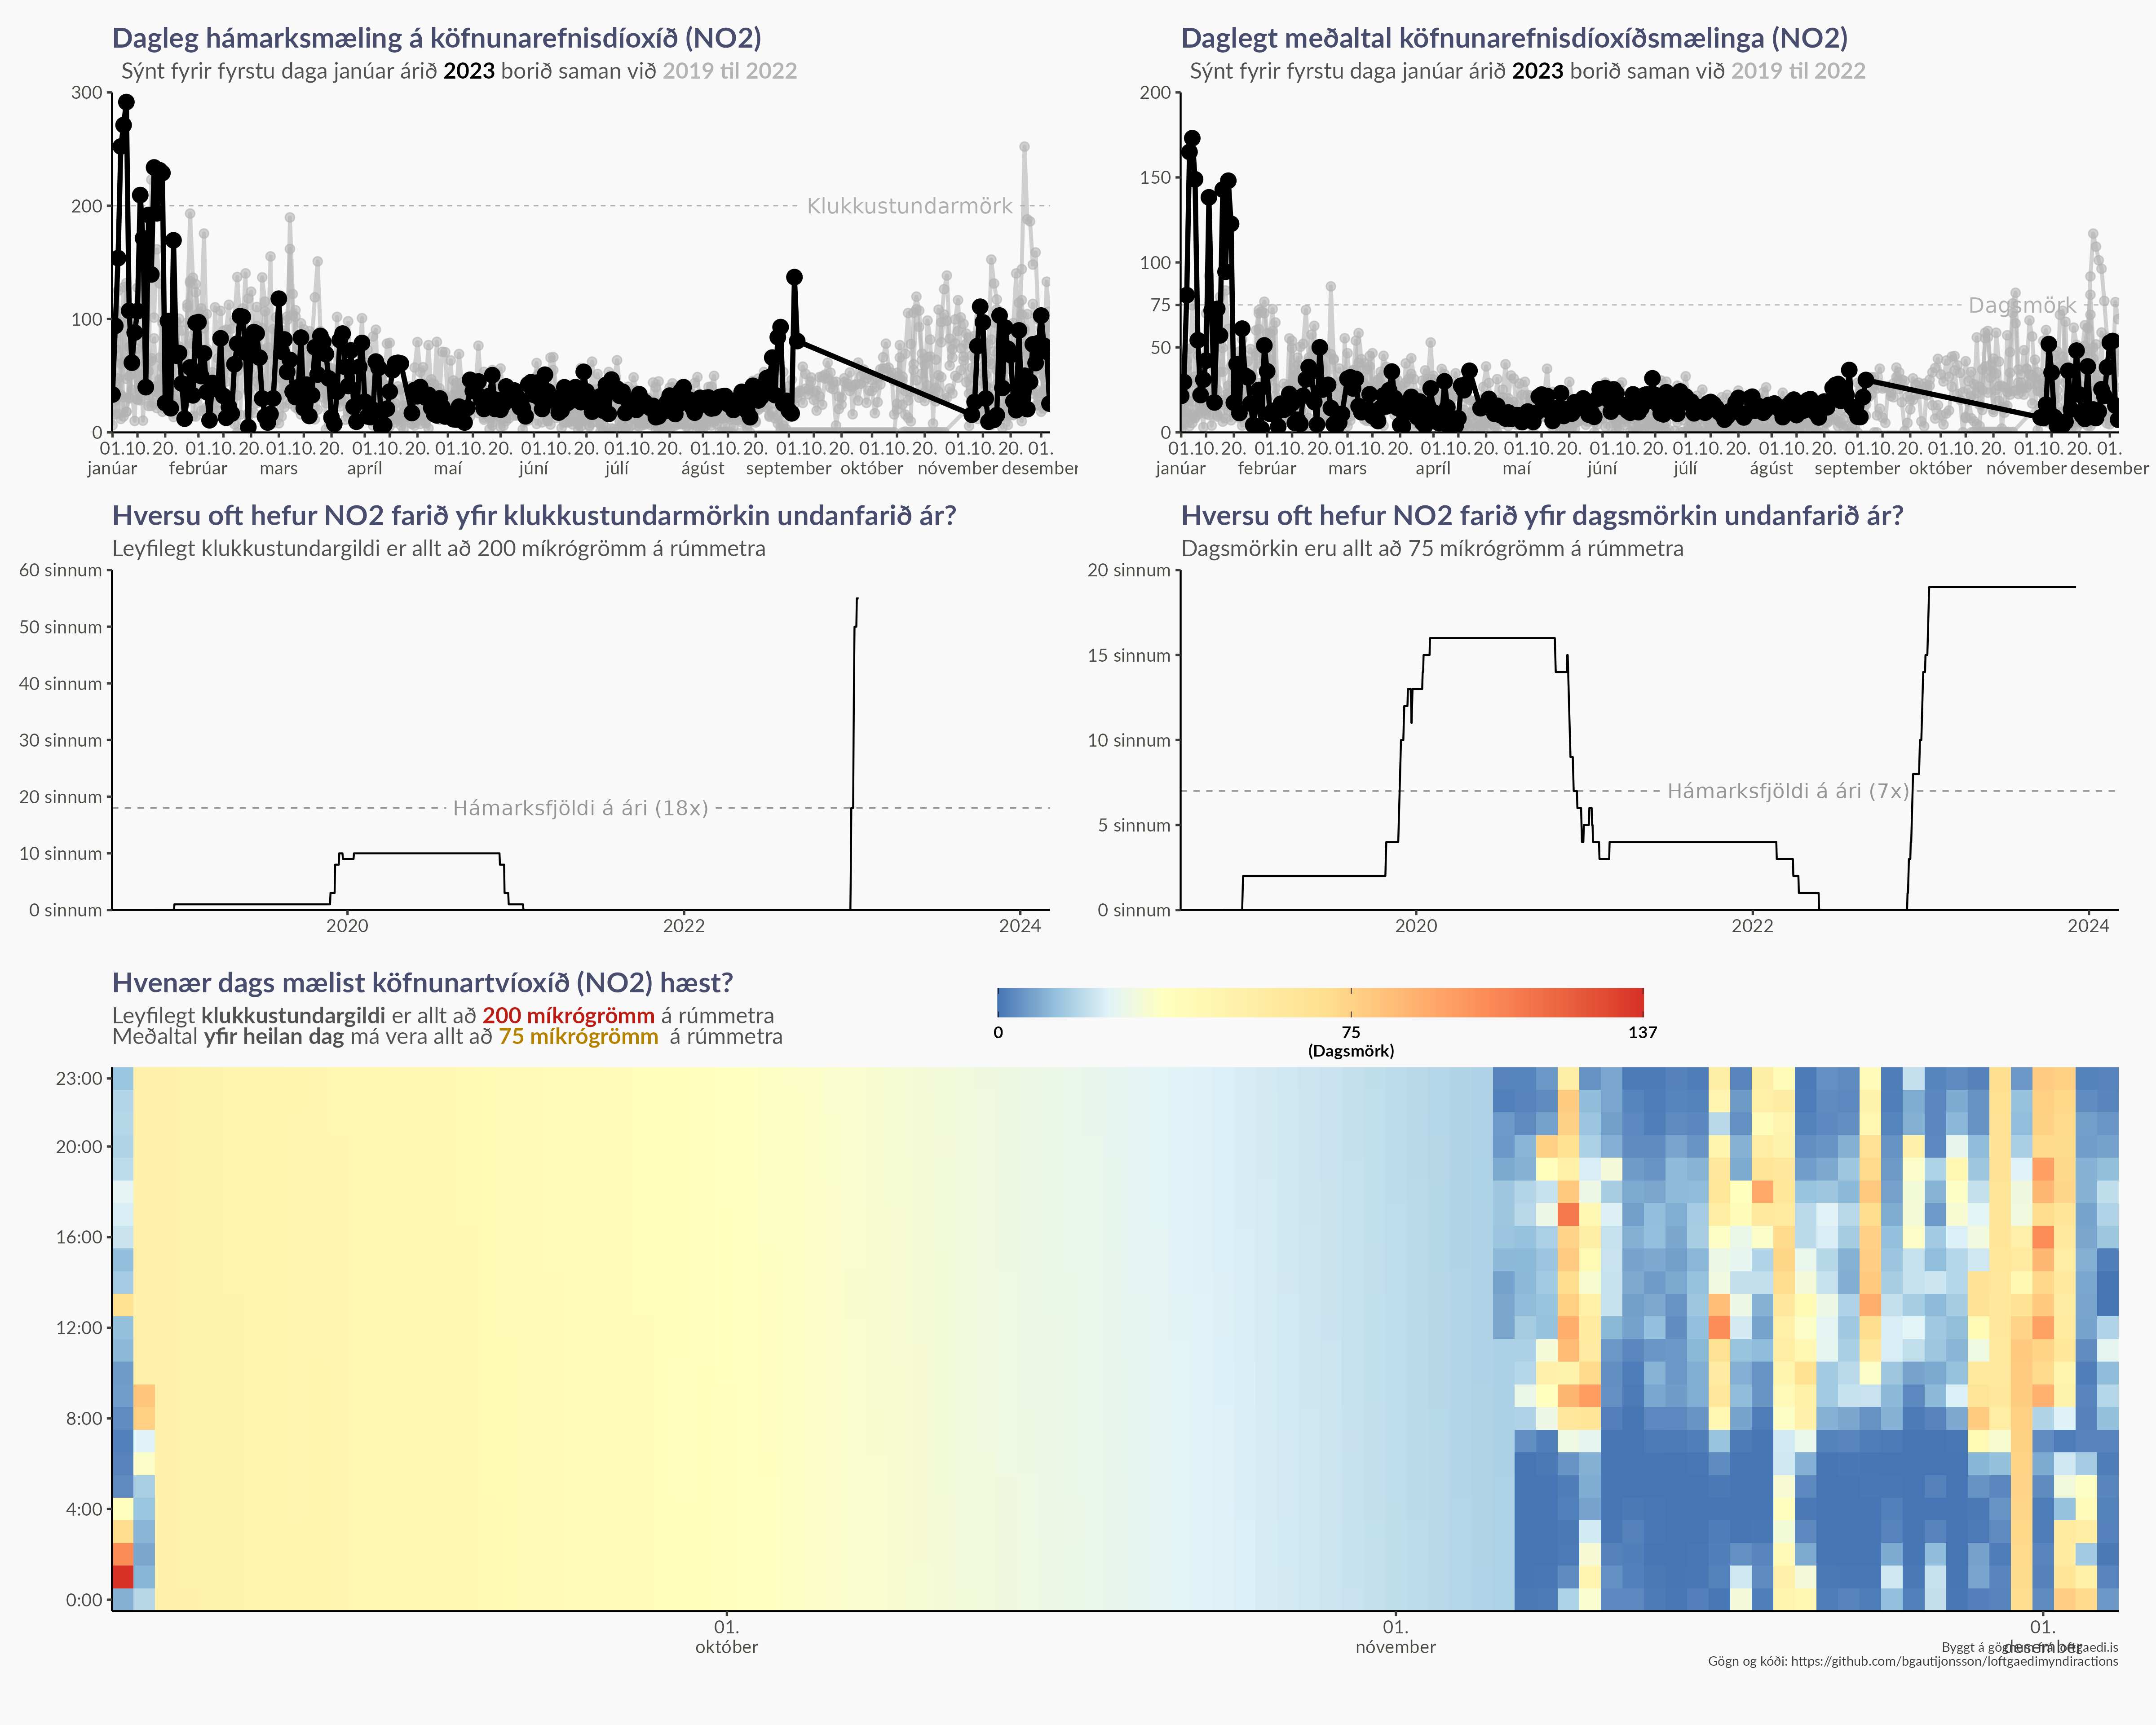 Dagleg hámarksmæling á köfnunarefnisdíoxíð (NO2)
Sýnt fyrir fyrstu daga janúar árið 2023 borið saman við 2019 til 2022
300
200
100
0
Klukkustundarmörk
01.10.20. 01.10.20. 01.10.20. 01.10.20. 01.10.20. 01.10.20. 01.10.20. 01.10.20. 01.10.20. 01.10.20. 01.10.20. 01.
janúar febrúar mars apríl maí júní júlí ágúst september október nóvember desember
Daglegt meðaltal köfnunarefnisdíoxíðsmælinga (NO2)
Sýnt fyrir fyrstu daga janúar árið 2023 borið saman við 2019 til 2022
200
150
100
75
50
0
Dagsmörk
01.10.20. 01.10.20. 01.10.20. 01.10.20. 01.10.20. 01.10.20. 01.10.20. 01.10.20. 01.10.20. 01.10.20. 01.10.20. 01.
janúar febrúar mars apríl maí júní júlí ágúst september október nóvember desember
Hversu oft hefur NO2 farið yfir klukkustundarmörkin undanfarið ár?
Leyfilegt klukkustundargildi er allt að 200 míkrógrömm á rúmmetra
60 sinnum
50 sinnum
40 sinnum
30 sinnum
20 sinnum
10 sinnum
0 sinnum
Hámarksfjöldi á ári (18x)
2020 2022 2024
Hversu oft hefur NO2 farið yfir dagsmörkin undanfarið ár?
Dagsmörkin eru allt að 75 míkrógrömm á rúmmetra
20 sinnum
15 sinnum
10 sinnum
5 sinnum
0 sinnum
Hámarksfjöldi á ári (7x)
2020 2022 2024
Hvenær dags mælist köfnunartvíoxíð (NO2) hæst?
Leyfilegt klukkustundargildi er allt að 200 míkrógrömm á rúmmetra
Meðaltal yfir heilan dag má vera allt að 75 míkrógrömm á rúmmetra
0 75 137
(Dagsmörk)
23:00
20:00
16:00
12:00
8:00
4:00
0:00
01. 01. 01.
október nóvember desember
Byggt á gögnum frá loftgaedi.is
Gögn og kóði: https://github.com/bgautijonsson/loftgaedimyndiractions